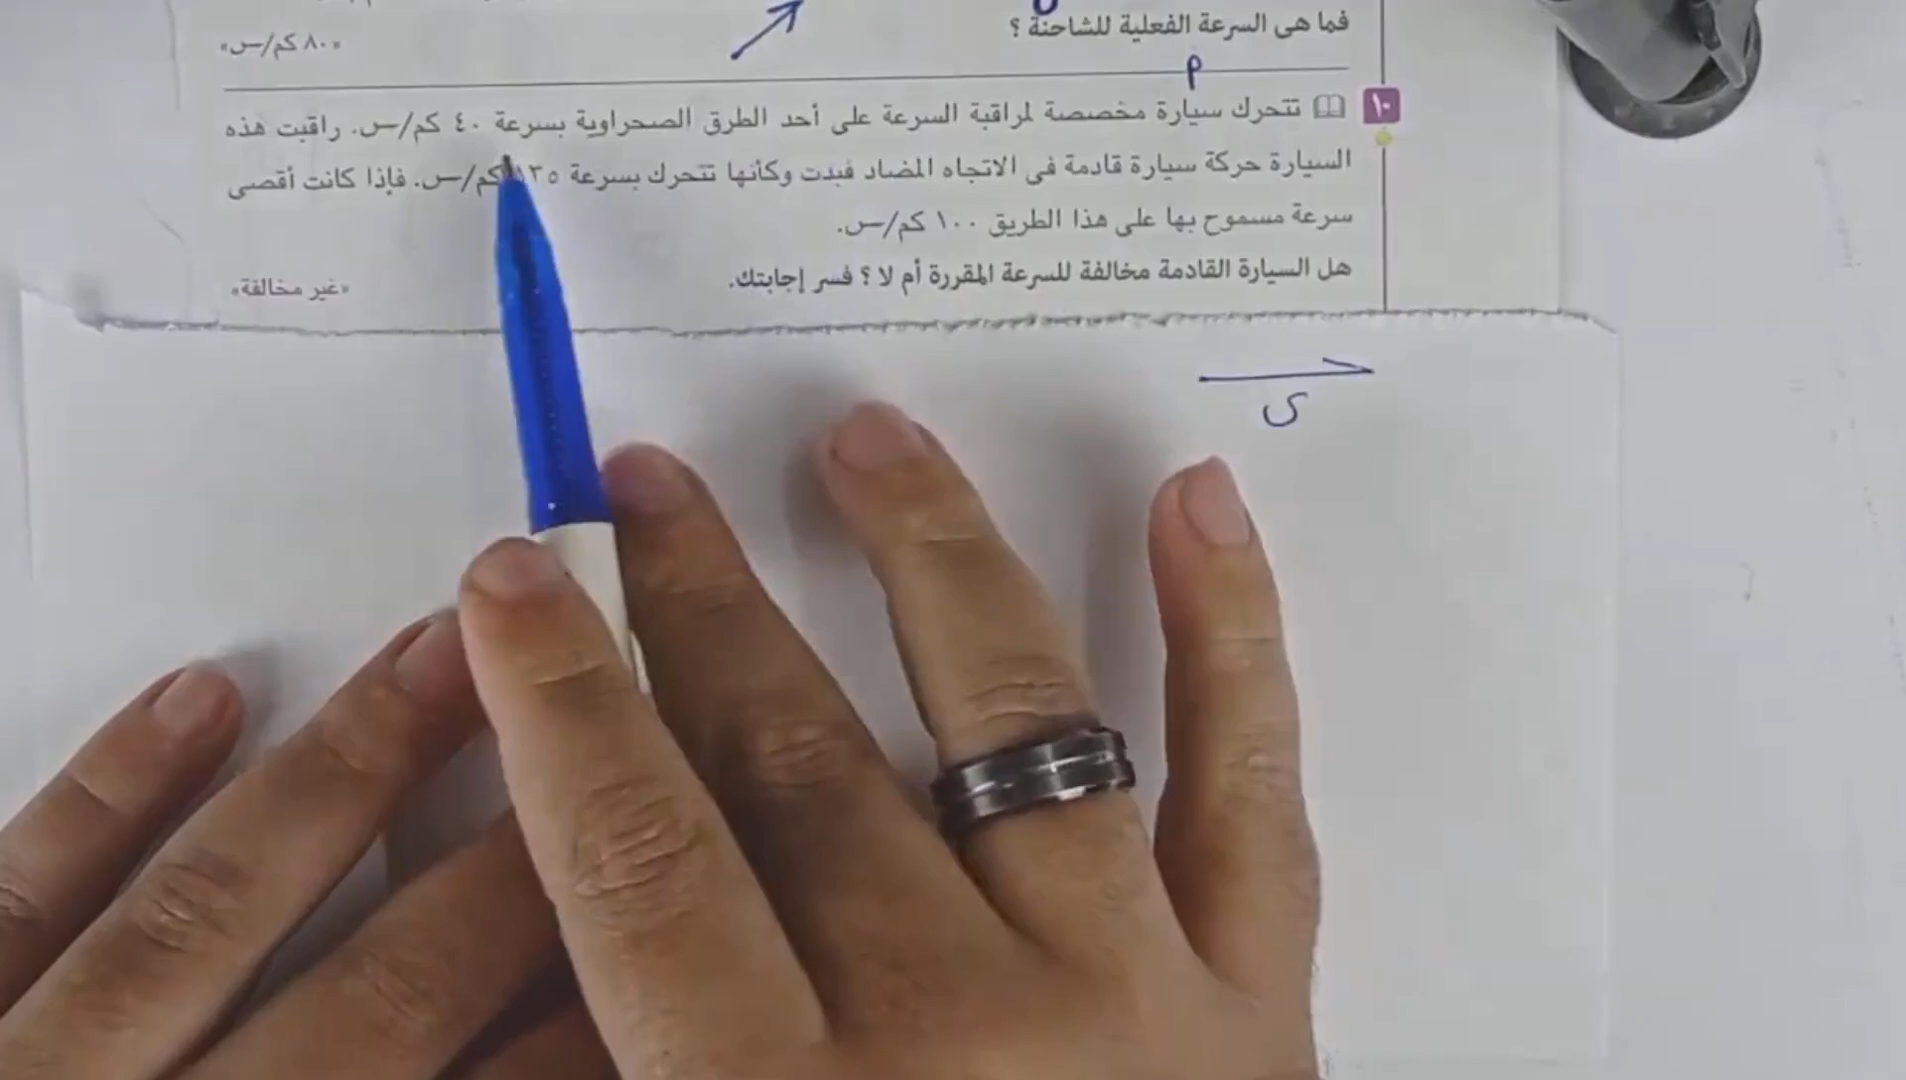 فما هى السرعة الفعلية للشاحنة ؟
«٨٠ كم/س»
م
١٠ تتحرك سيارة مخصصة لمراقبة السرعة على أحد الطرق الصحراوية بسرعة ٤٠ كم/س. راقبت هذه
السيارة حركة سيارة قادمة فى الاتجاه المضاد فبدت وكأنها تتحرك بسرعة ١٣٥ كم/س. فإذا كانت أقصى
سرعة مسموح بها على هذا الطريق ١٠٠ كم/س.
هل السيارة القادمة مخالفة للسرعة المقررة أم لا ؟ فسر إجابتك.
«غير مخالفة»
ى